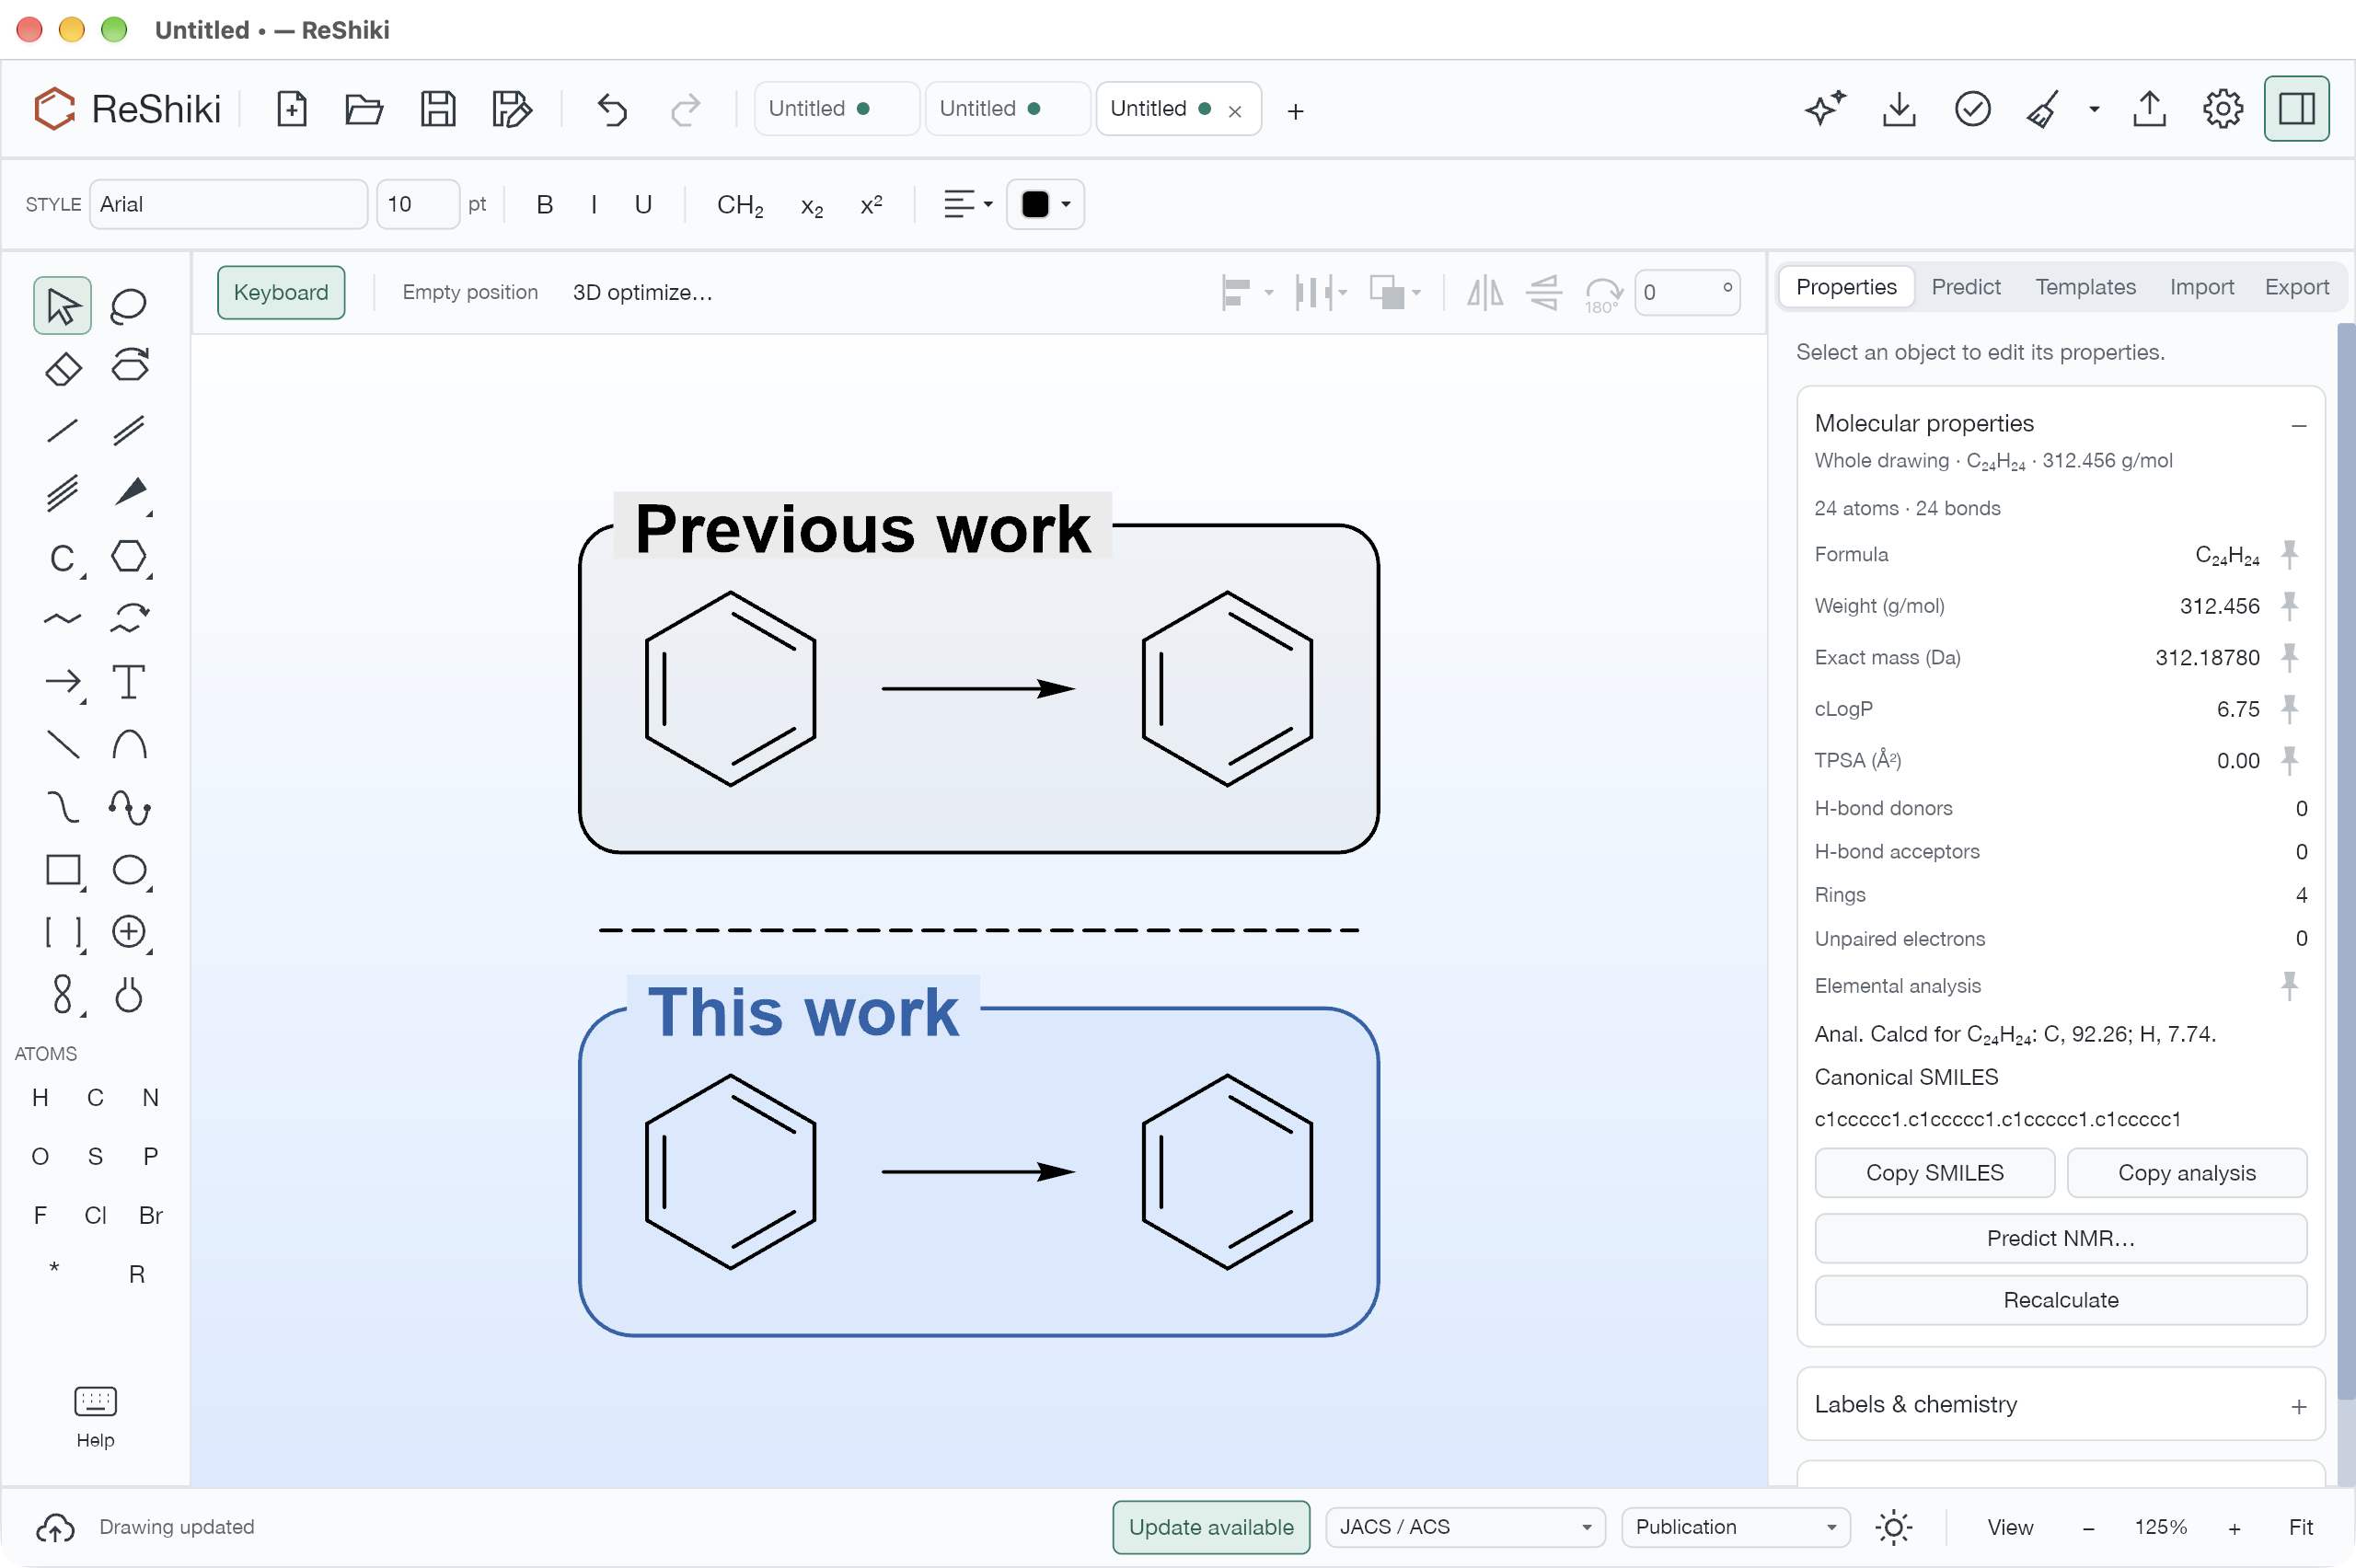 Untitled • — ReShiki
ReShiki
Untitled
Untitled
Untitled
STYLE Arial 10 pt B I U CH₂ x₂ x²
Keyboard Empty position 3D optimize...
180° 0 °
Properties Predict Templates Import Export
Select an object to edit its properties.
Molecular properties
Whole drawing · C₂₄H₂₄ · 312.456 g/mol
24 atoms · 24 bonds
Formula C₂₄H₂₄
Weight (g/mol) 312.456
Exact mass (Da) 312.18780
cLogP 6.75
TPSA (Å²) 0.00
H-bond donors 0
H-bond acceptors 0
Rings 4
Unpaired electrons 0
Elemental analysis
Anal. Calcd for C₂₄H₂₄: C, 92.26; H, 7.74.
Canonical SMILES
c1ccccc1.c1ccccc1.c1ccccc1.c1ccccc1
Copy SMILES Copy analysis
Predict NMR...
Recalculate
Labels & chemistry
Previous work
This work
C
T
[ ]
ATOMS
H C N
O S P
F Cl Br
* R
Help
Drawing updated
Update available JACS / ACS Publication View − 125% + Fit